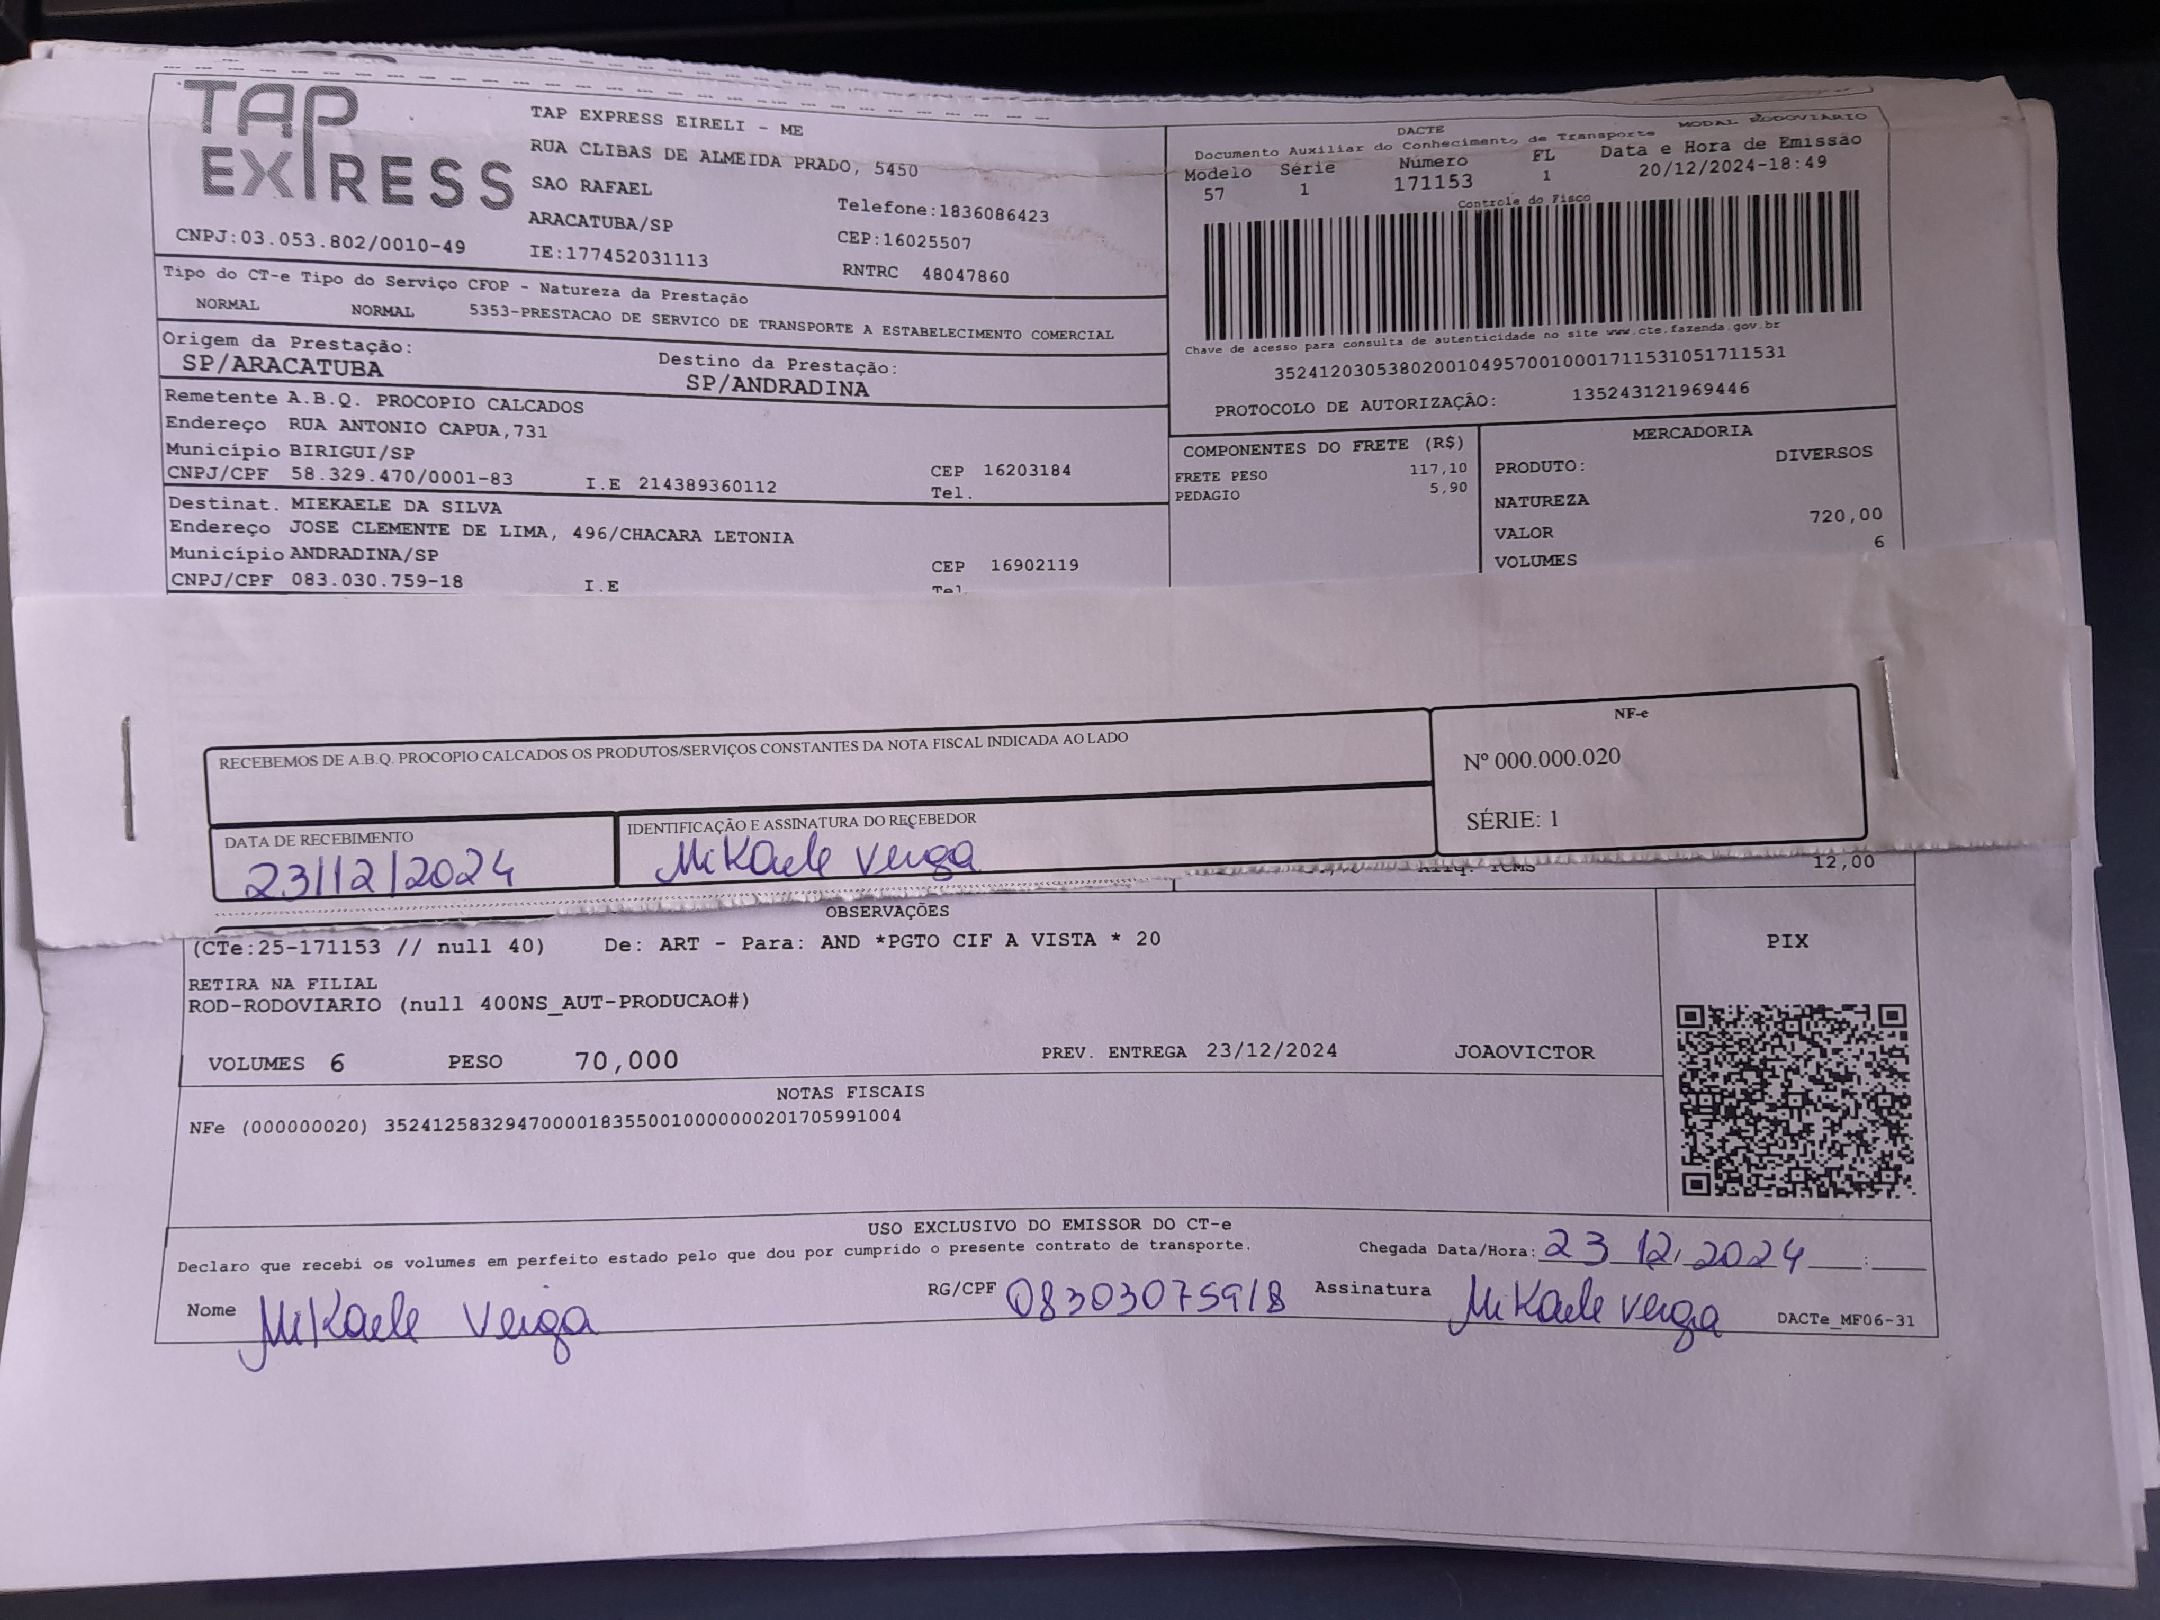 TAP EXPRESS
TAP EXPRESS EIRELI - ME
RUA CLIBAS DE ALMEIDA PRADO, 5450
SAO RAFAEL
ARACATUBA/SP
Telefone:1836086423
CEP:16025507
CNPJ:03.053.802/0010-49
IE:177452031113
RNTRC 48047860
DACTE
MODAL RODOVIARIO
Documento Auxiliar do Conhecimento de Transporte
Modelo Série Número FL Data e Hora de Emissão
57 1 171153 1 20/12/2024-18:49
Controle do Fisco
Chave de acesso para consulta de autenticidade no site www.cte.fazenda.gov.br
35241203053802001049570010001711531051711531
PROTOCOLO DE AUTORIZAÇÃO: 135243121969446
Tipo do CT-e Tipo do Serviço CFOP - Natureza da Prestação
NORMAL NORMAL 5353-PRESTACAO DE SERVICO DE TRANSPORTE A ESTABELECIMENTO COMERCIAL
Origem da Prestação: Destino da Prestação:
SP/ARACATUBA SP/ANDRADINA
Remetente A.B.Q. PROCOPIO CALCADOS
Endereço RUA ANTONIO CAPUA,731
Município BIRIGUI/SP CEP 16203184
CNPJ/CPF 58.329.470/0001-83 I.E 214389360112 Tel.
Destinat. MIEKAELE DA SILVA
Endereço JOSE CLEMENTE DE LIMA, 496/CHACARA LETONIA
Município ANDRADINA/SP CEP 16902119
CNPJ/CPF 083.030.759-18 I.E Tel.
COMPONENTES DO FRETE (R$)
FRETE PESO 117,10
PEDAGIO 5,90
MERCADORIA
PRODUTO: DIVERSOS
NATUREZA
VALOR 720,00
VOLUMES 6
RECEBEMOS DE A.B.Q. PROCOPIO CALCADOS OS PRODUTOS/SERVIÇOS CONSTANTES DA NOTA FISCAL INDICADA AO LADO
NF-e
Nº 000.000.020
SÉRIE: 1
DATA DE RECEBIMENTO
23/12/2024
IDENTIFICAÇÃO E ASSINATURA DO RECEBEDOR
Mikaele Veiga
Aliq. ICMS 12,00
OBSERVAÇÕES
(CTe:25-171153 // null 40) De: ART - Para: AND *PGTO CIF A VISTA * 20
RETIRA NA FILIAL
ROD-RODOVIARIO (null 400NS_AUT-PRODUCAO#)
VOLUMES 6 PESO 70,000 PREV. ENTREGA 23/12/2024 JOAOVICTOR
PIX
NOTAS FISCAIS
NFe (000000020) 35241258329470000183550010000000201705991004
USO EXCLUSIVO DO EMISSOR DO CT-e
Declaro que recebi os volumes em perfeito estado pelo que dou por cumprido o presente contrato de transporte.
Chegada Data/Hora: 23 12, 2024 ___:___
Nome Mikaele Veiga RG/CPF 08303075918 Assinatura Mikaele Veiga DACTe_MF06-31